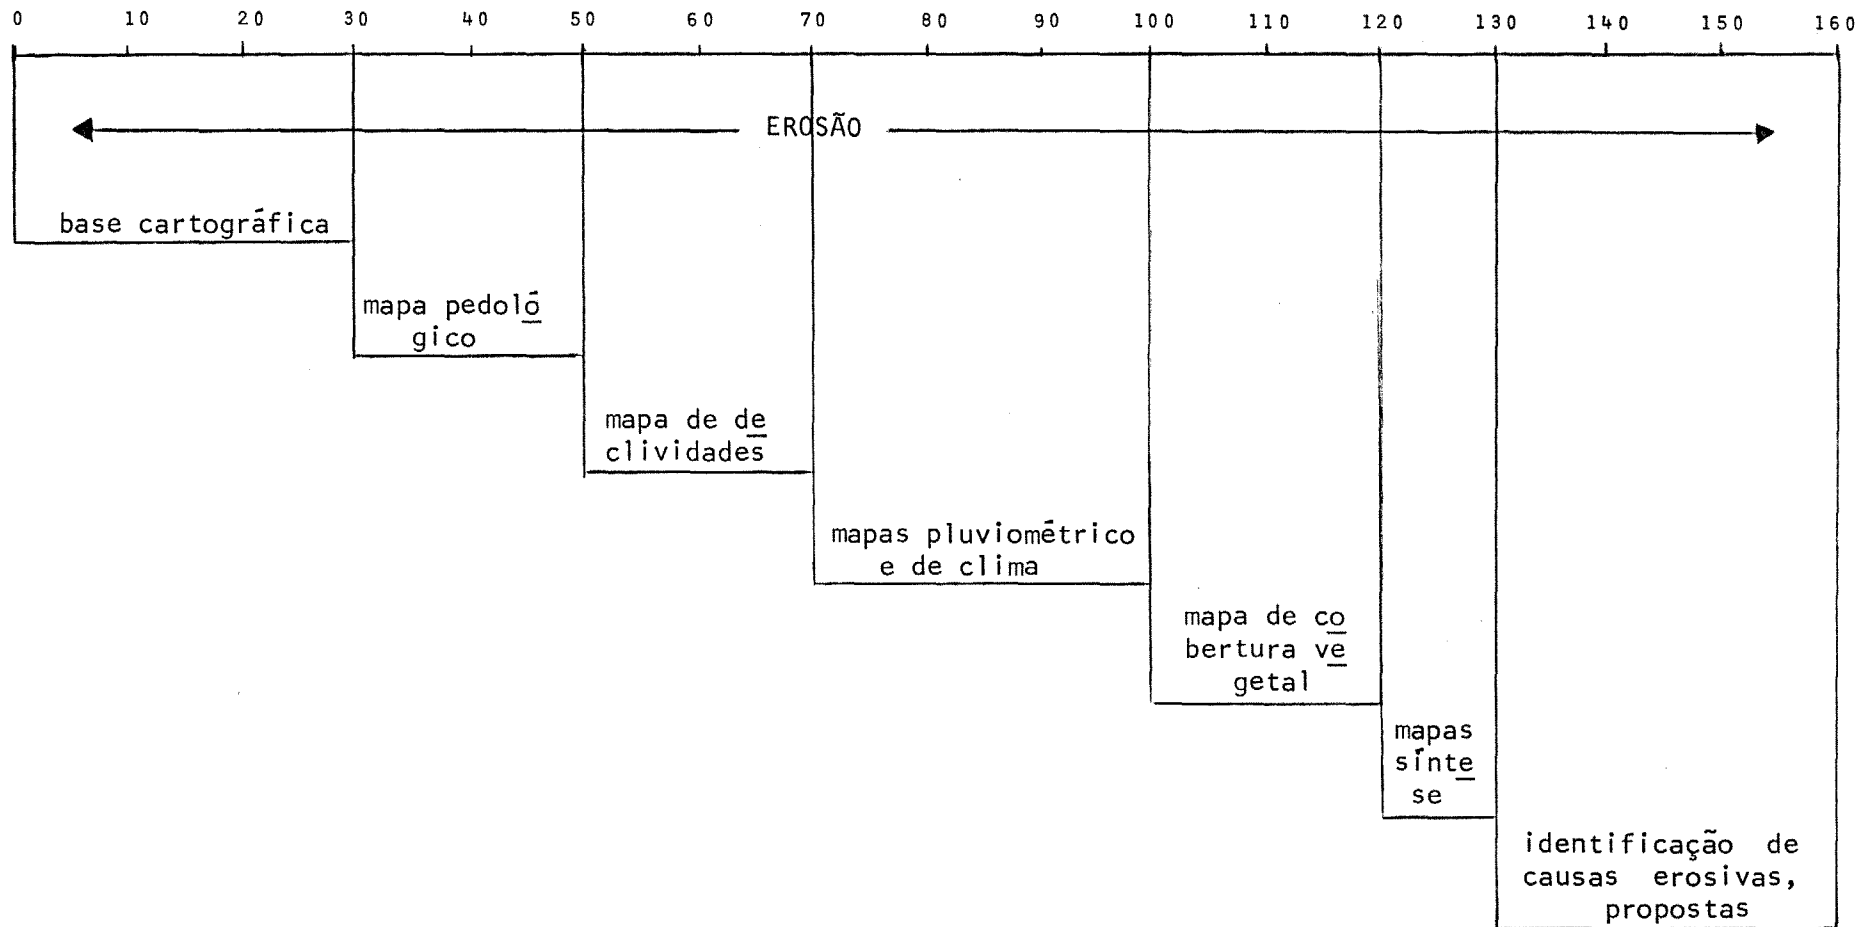 0 10 20 30 40 50 60 70 80 90 100 110 120 130 140 150 160
EROSÃO
base cartográfica
mapa pedoló
gico
mapa de de
clividades
mapas pluviométrico
e de clima
mapa de co
bertura ve
getal
mapas
sínte
se
identificação de
causas erosivas,
propostas